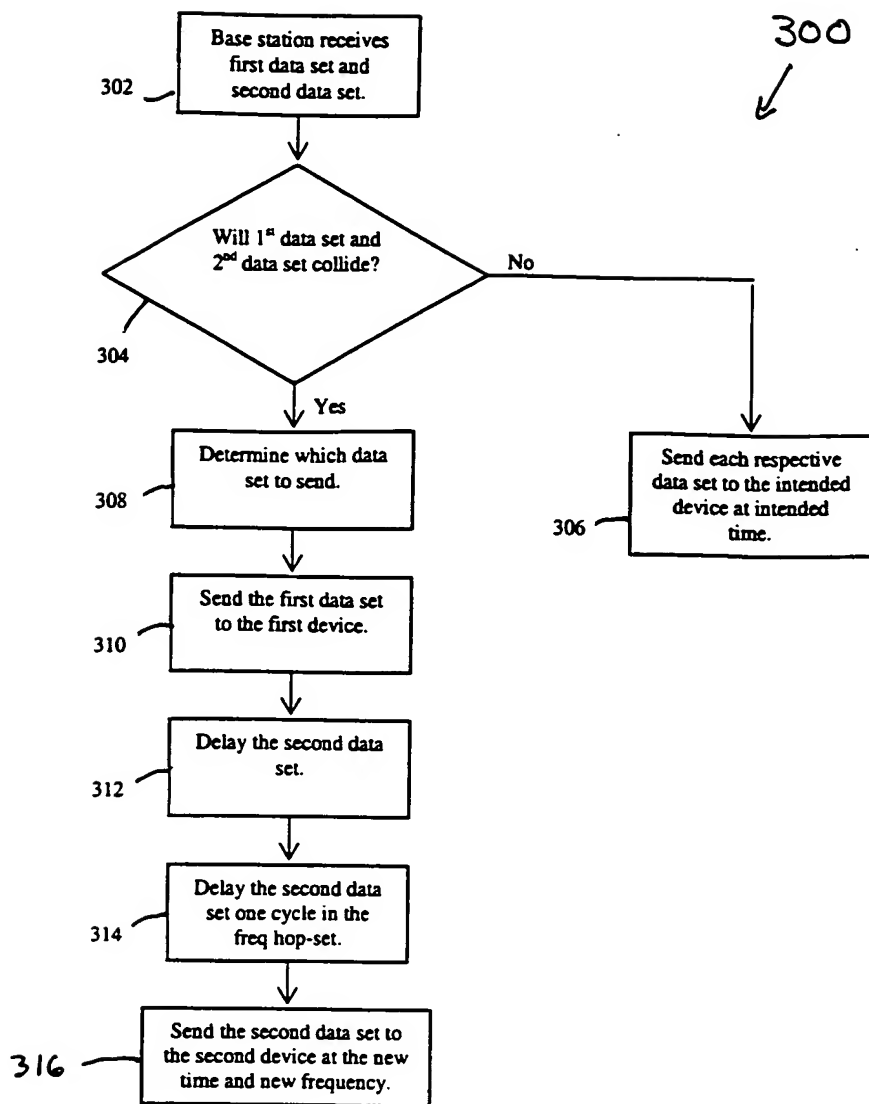 300
Base station receives
first data set and
second data set.
302
Will 1st data set and
2nd data set collide?
No
304
Yes
Determine which data
set to send.
308
Send each respective
data set to the intended
device at intended
time.
306
Send the first data set
to the first device.
310
Delay the second data
set.
312
Delay the second data
set one cycle in the
freq hop-set.
314
Send the second data set to
the second device at the new
time and new frequency.
316